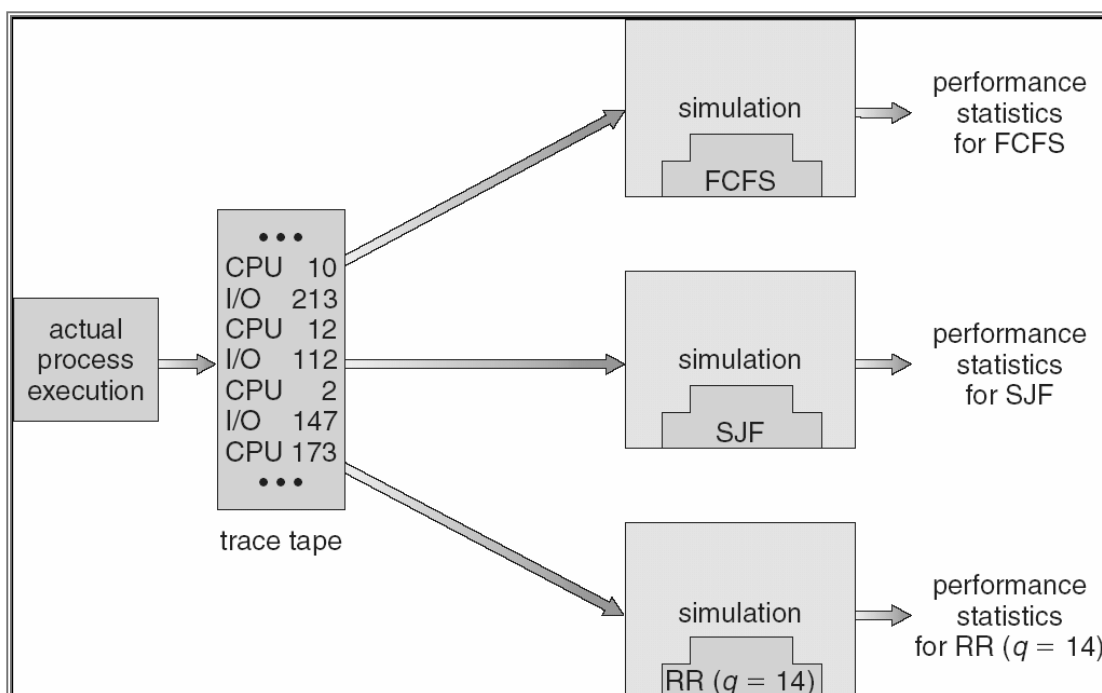 actual
process
execution
• • •
CPU 10
I/O 213
CPU 12
I/O 112
CPU 2
I/O 147
CPU 173
• • •
trace tape
simulation
FCFS
performance
statistics
for FCFS
simulation
SJF
performance
statistics
for SJF
simulation
RR (q = 14)
performance
statistics
for RR (q = 14)